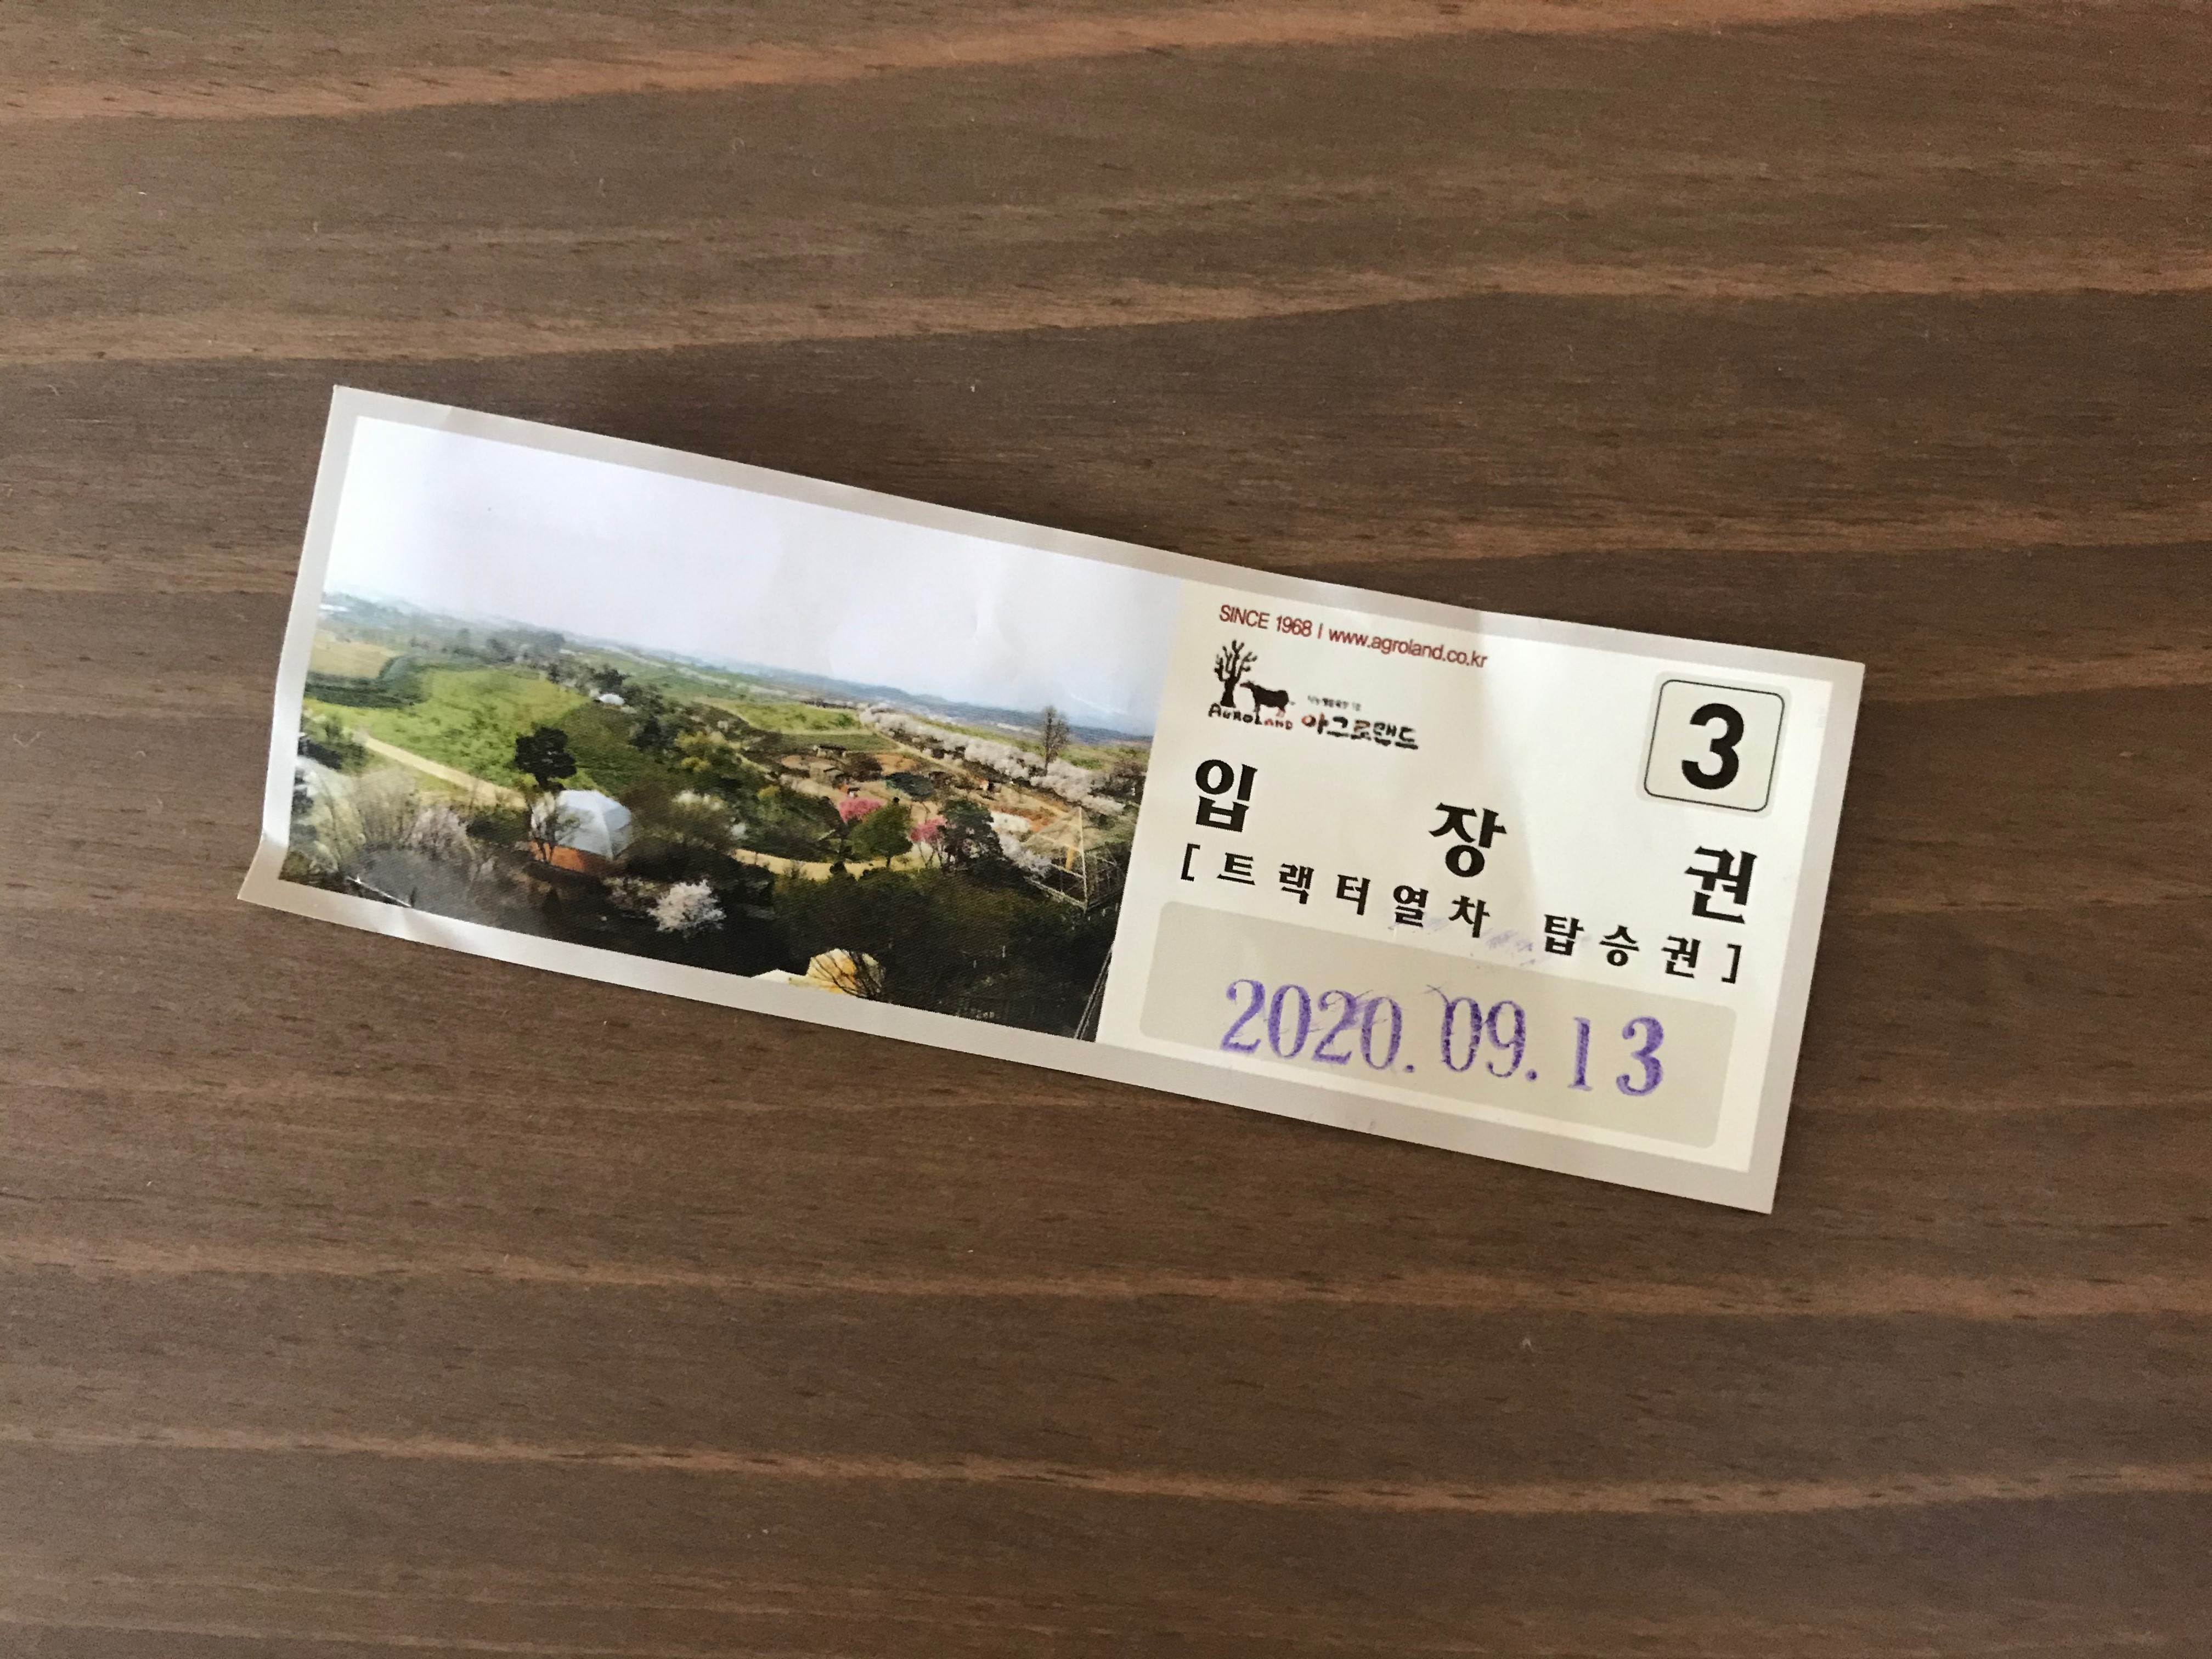 SINCE 1968 | www.agroland.co.kr
AGROLAND 아그로랜드
3
입 장 권
[ 트랙터열차 탑승권 ]
2020. 09. 13